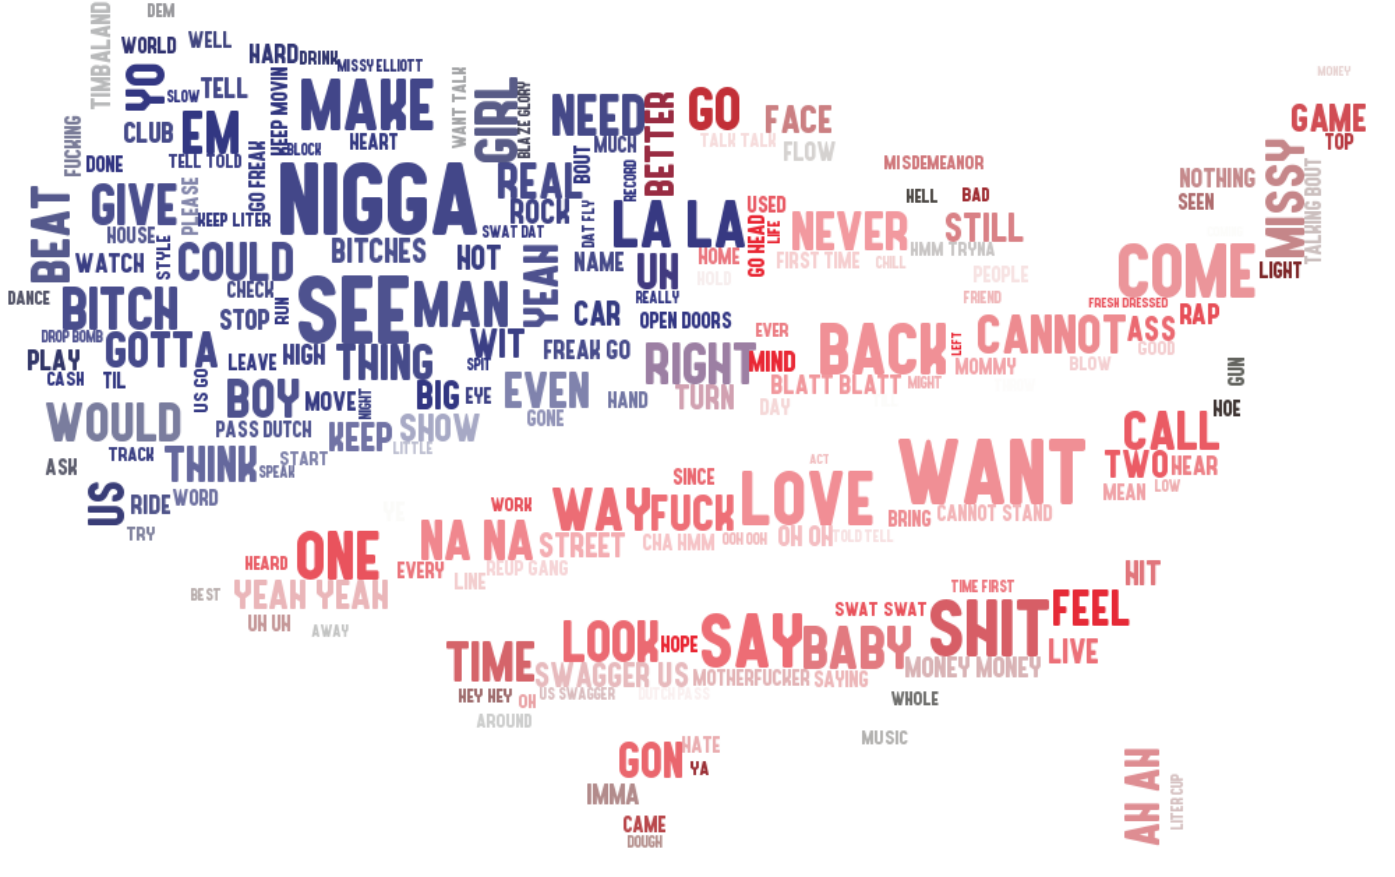 DEM
TIMBALAND
WORLD
WELL
HARD
DRINK
MISSY ELLIOTT
YO
SLOW
TELL
KEEP MOVIN
MAKE
WANT TALK
GIRL
BLAZE GLORY
NEED
BETTER
GO
FACE
MONEY
GAME
TOP
FUCKING
CLUB
EM
BLOCK
HEART
MUCH
TALK TALK
FLOW
MISSY
TALKING BOUT
DONE
TELL TOLD
GO FREAK
NIGGA
REAL
BOUT
RECORD
MISDEMEANOR
NOTHING
SEEN
BEAT
GIVE
PLEASE
KEEP LITER
ROCK
DAT FLY
LA LA
USED
LIFE
GO HEAD
NEVER
HELL
BAD
STILL
HOUSE
STYLE
BITCHES
SWAT DAT
YEAH
HOME
FIRST TIME
CHILL
HMM TRYNA
WATCH
COULD
HOT
NAME
UH
HOLD
PEOPLE
COME
LIGHT
DANCE
BITCH
CHECK
RUN
SEE
MAN
REALLY
FRIEND
FRESH DRESSED
RAP
STOP
CAR
OPEN DOORS
EVER
BACK
LEFT
CANNOT
ASS
GOOD
DROP BOMB
GOTTA
LEAVE
HIGH
THING
WIT
SPIT
FREAK GO
RIGHT
MIND
MOMMY
BLOW
GUN
PLAY
CASH
TIL
US GO
BOY
MOVE
NIGHT
BIG
EYE
EVEN
HAND
TURN
BLATT BLATT
MIGHT
DAY
HOE
WOULD
PASS DUTCH
KEEP
SHOW
LITTLE
GONE
CALL
ASK
TRACK
THINK
SPEAK
START
SINCE
ACT
WANT
TWO
HEAR
US
RIDE
WORD
TRY
YE
WORK
WAY
FUCK
LOVE
BRING
CANNOT STAND
MEAN
LOW
HEARD
ONE
EVERY
NA NA
STREET
CHA HMM
OOH OOH
OH OH
TOLD TELL
BEST
YEAH YEAH
LINE
REUP GANG
HIT
UH UH
AWAY
TIME FIRST
SWAT SWAT
SHIT
FEEL
TIME
LOOK
HOPE
SAY
BABY
LIVE
SWAGGER US
MOTHERFUCKER
SAYING
MONEY MONEY
HEY HEY
OH
US SWAGGER
DUTCH PASS
WHOLE
AROUND
MUSIC
GON
HATE
YA
IMMA
AH AH
LITER CUP
CAME
DOUGH